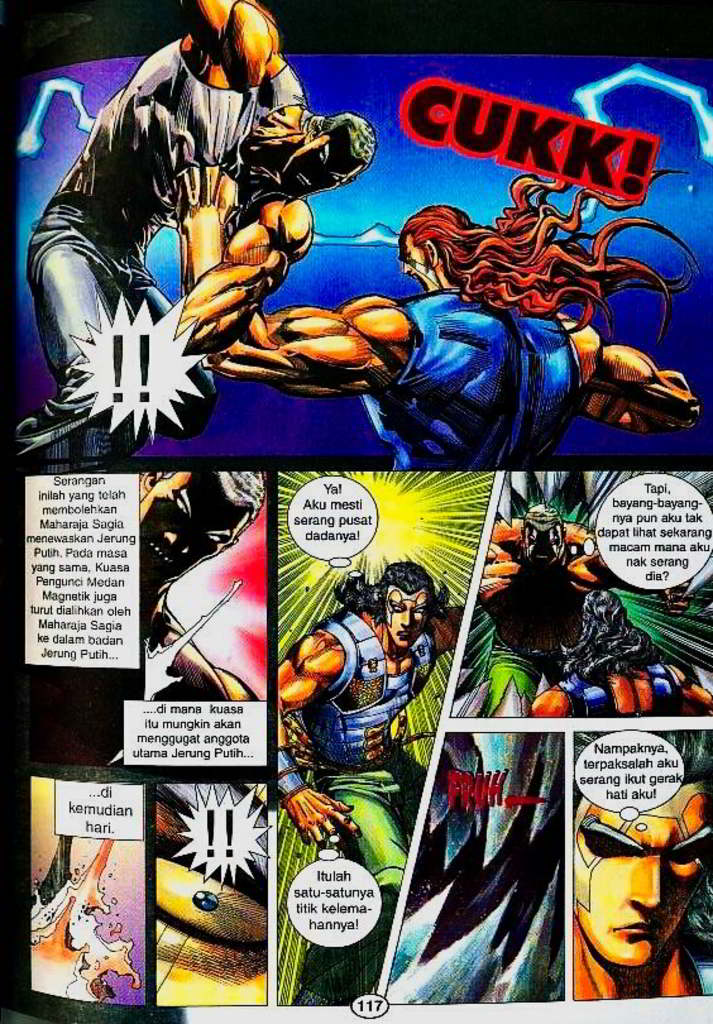 CUKK!
!!
Serangan
inilah yang telah
membolehkan
Maharaja Sagia
menewaskan Jerung
Putih. Pada masa
yang sama, Kuasa
Pengunci Medan
Magnetik juga
turut dialihkan oleh
Maharaja Sagia
ke dalam badan
Jerung Putih...
....di mana kuasa
itu mungkin akan
menggugat anggota
utama Jerung Putih...
...di
kemudian
hari.
!!
Ya!
Aku mesti
serang pusat
dadanya!
Itulah
satu-satunya
titik kelema-
hannya!
Tapi,
bayang-bayang-
nya pun aku tak
dapat lihat sekarang
macam mana aku
nak serang
dia?
Nampaknya,
terpaksalah aku
serang ikut gerak
hati aku!
117